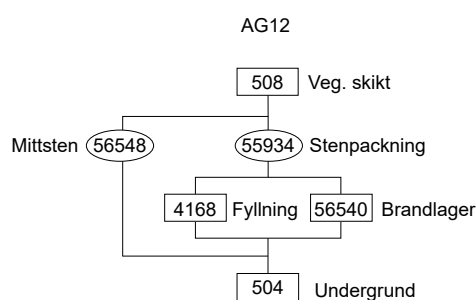 AG12
508 Veg. skikt
Mittsten 56548 55934 Stenpackning
4168 Fyllning 56540 Brandlager
504 Undergrund